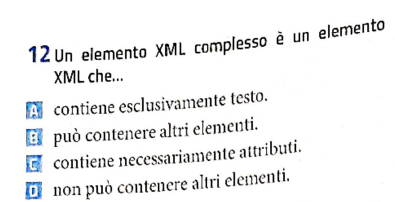 12 Un elemento XML complesso è un elemento
XML che...
A contiene esclusivamente testo.
B può contenere altri elementi.
C contiene necessariamente attributi.
D non può contenere altri elementi.